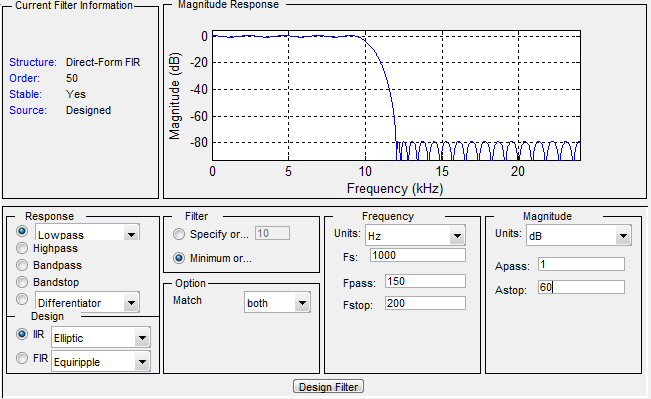 Current Filter Information
Structure: Direct-Form FIR
Order: 50
Stable: Yes
Source: Designed
Magnitude Response
Magnitude (dB)
0
-20
-40
-60
-80
0 5 10 15 20
Frequency (kHz)
Response
Lowpass
Highpass
Bandpass
Bandstop
Differentiator
Design
IIR Elliptic
FIR Equiripple
Filter
Specify or... 10
Minimum or...
Option
Match both
Frequency
Units: Hz
Fs: 1000
Fpass: 150
Fstop: 200
Magnitude
Units: dB
Apass: 1
Astop: 60
Design Filter